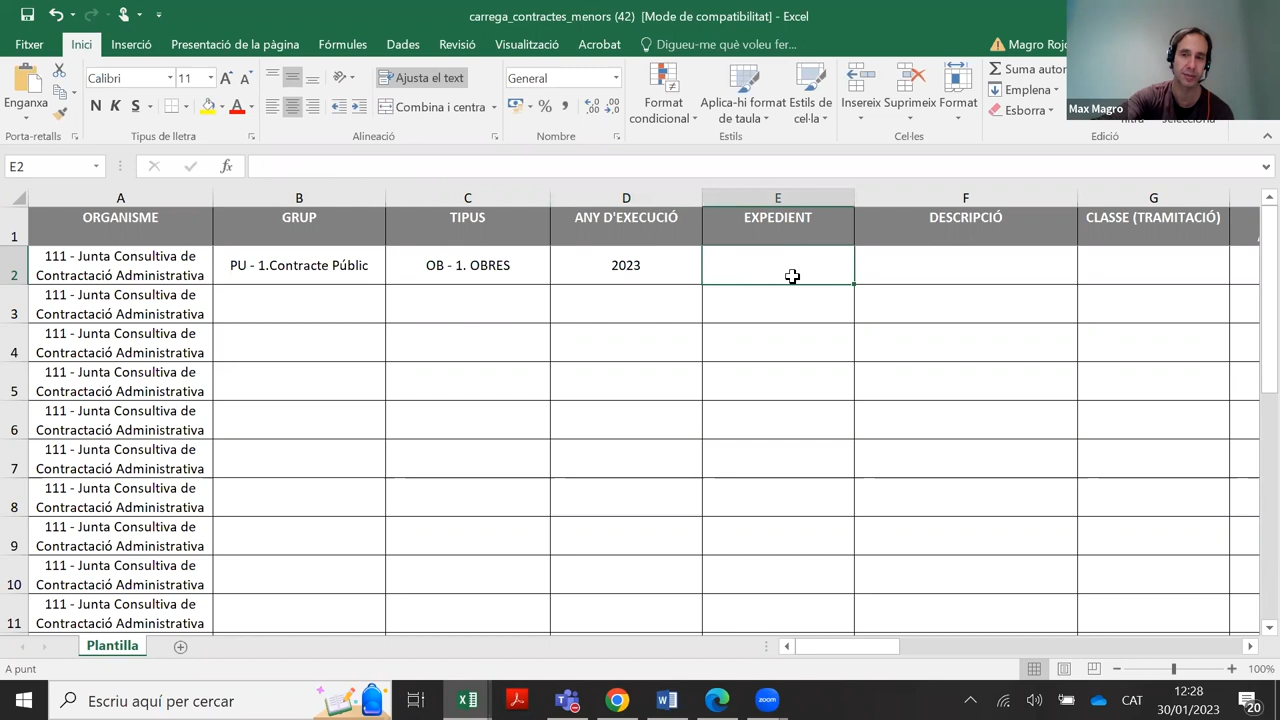 carrega_contractes_menors (42) [Mode de compatibilitat] - Excel
Magro Roj
Fitxer Inici Inserció Presentació de la pàgina Fórmules Dades Revisió Visualització Acrobat Digueu-me què voleu fer...
Enganxa
Calibri 11
N K S
Ajusta el text
Combina i centra
General
Format condicional
Aplica-hi format de taula
Estils de cel·la
Insereix Suprimeix Format
Suma autor
Emplena
Esborra
Max Magro
Porta-retalls Tipus de lletra Alineació Nombre Estils Cel·les Edició
E2
fx
A B C D E F G
1 ORGANISME GRUP TIPUS ANY D'EXECUCIÓ EXPEDIENT DESCRIPCIÓ CLASSE (TRAMITACIÓ)
2 111 - Junta Consultiva de Contractació Administrativa PU - 1.Contracte Públic OB - 1. OBRES 2023
3 111 - Junta Consultiva de Contractació Administrativa
4 111 - Junta Consultiva de Contractació Administrativa
5 111 - Junta Consultiva de Contractació Administrativa
6 111 - Junta Consultiva de Contractació Administrativa
7 111 - Junta Consultiva de Contractació Administrativa
8 111 - Junta Consultiva de Contractació Administrativa
9 111 - Junta Consultiva de Contractació Administrativa
10 111 - Junta Consultiva de Contractació Administrativa
11 111 - Junta Consultiva de Contractació Administrativa
Plantilla
A punt
100%
Escriu aquí per cercar
CAT
12:28
30/01/2023
20